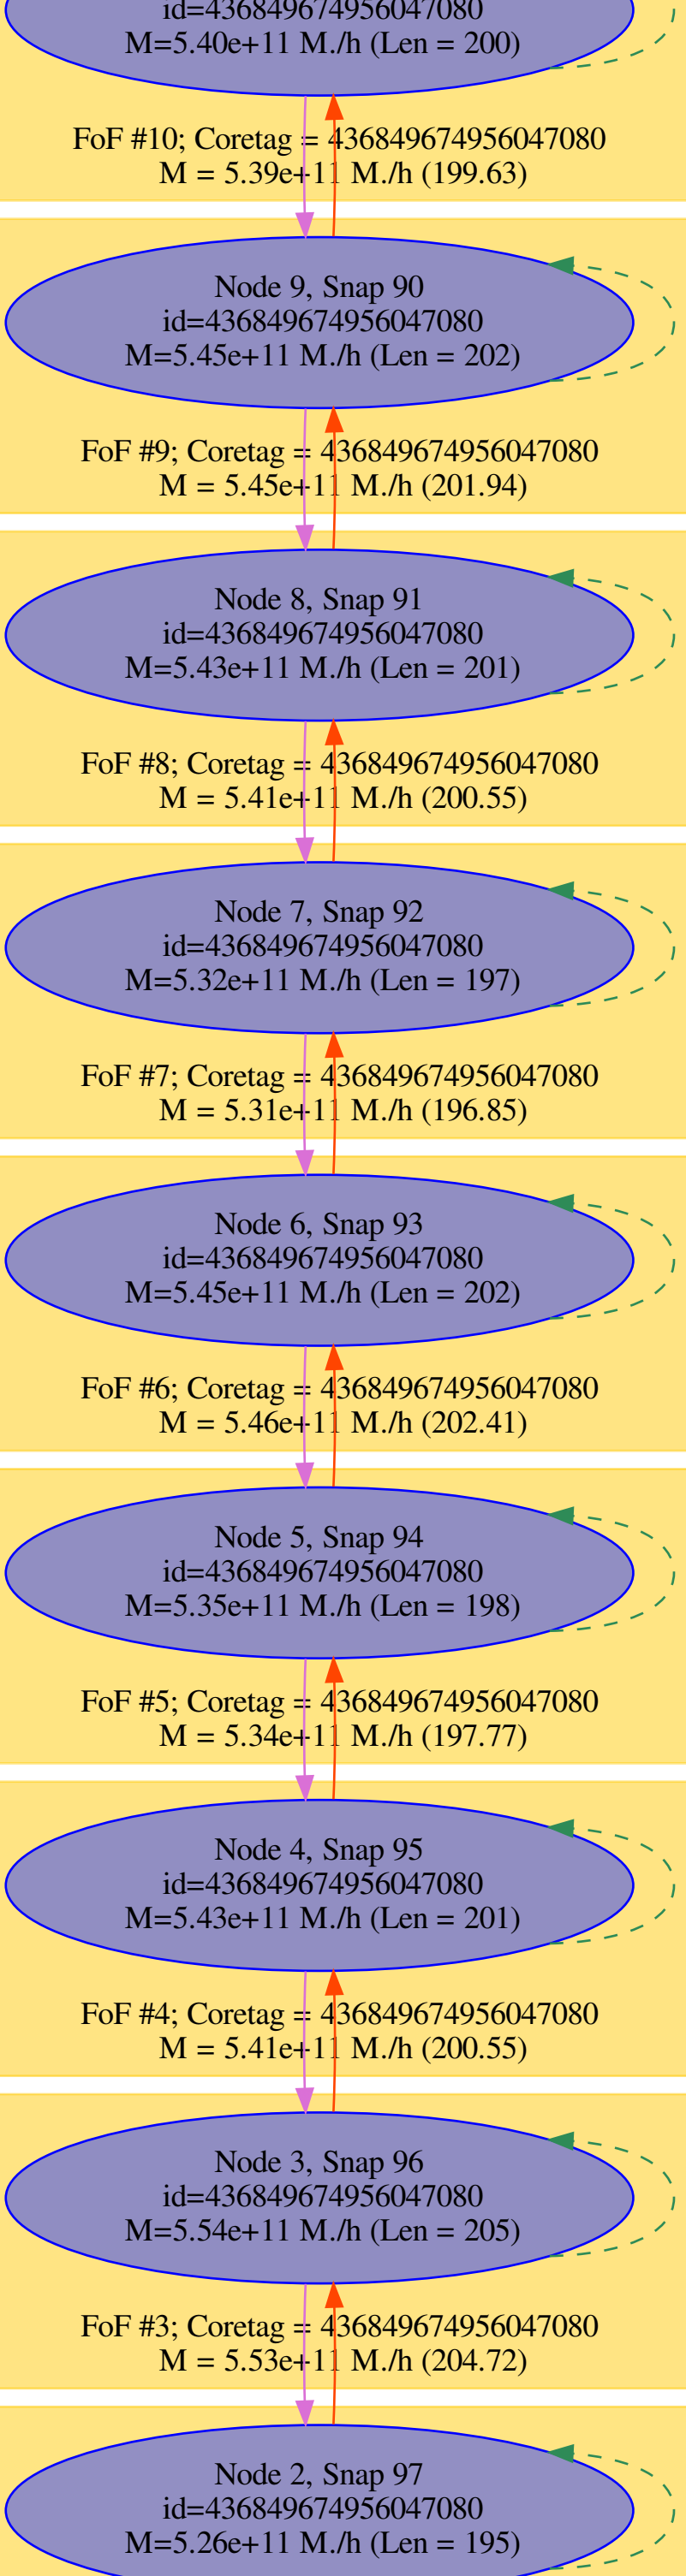 id=436849674956047080
M=5.40e+11 M./h (Len = 200)
FoF #10; Coretag = 436849674956047080
M = 5.39e+11 M./h (199.63)
Node 9, Snap 90
id=436849674956047080
M=5.45e+11 M./h (Len = 202)
FoF #9; Coretag = 436849674956047080
M = 5.45e+11 M./h (201.94)
Node 8, Snap 91
id=436849674956047080
M=5.43e+11 M./h (Len = 201)
FoF #8; Coretag = 436849674956047080
M = 5.41e+11 M./h (200.55)
Node 7, Snap 92
id=436849674956047080
M=5.32e+11 M./h (Len = 197)
FoF #7; Coretag = 436849674956047080
M = 5.31e+11 M./h (196.85)
Node 6, Snap 93
id=436849674956047080
M=5.45e+11 M./h (Len = 202)
FoF #6; Coretag = 436849674956047080
M = 5.46e+11 M./h (202.41)
Node 5, Snap 94
id=436849674956047080
M=5.35e+11 M./h (Len = 198)
FoF #5; Coretag = 436849674956047080
M = 5.34e+11 M./h (197.77)
Node 4, Snap 95
id=436849674956047080
M=5.43e+11 M./h (Len = 201)
FoF #4; Coretag = 436849674956047080
M = 5.41e+11 M./h (200.55)
Node 3, Snap 96
id=436849674956047080
M=5.54e+11 M./h (Len = 205)
FoF #3; Coretag = 436849674956047080
M = 5.53e+11 M./h (204.72)
Node 2, Snap 97
id=436849674956047080
M=5.26e+11 M./h (Len = 195)